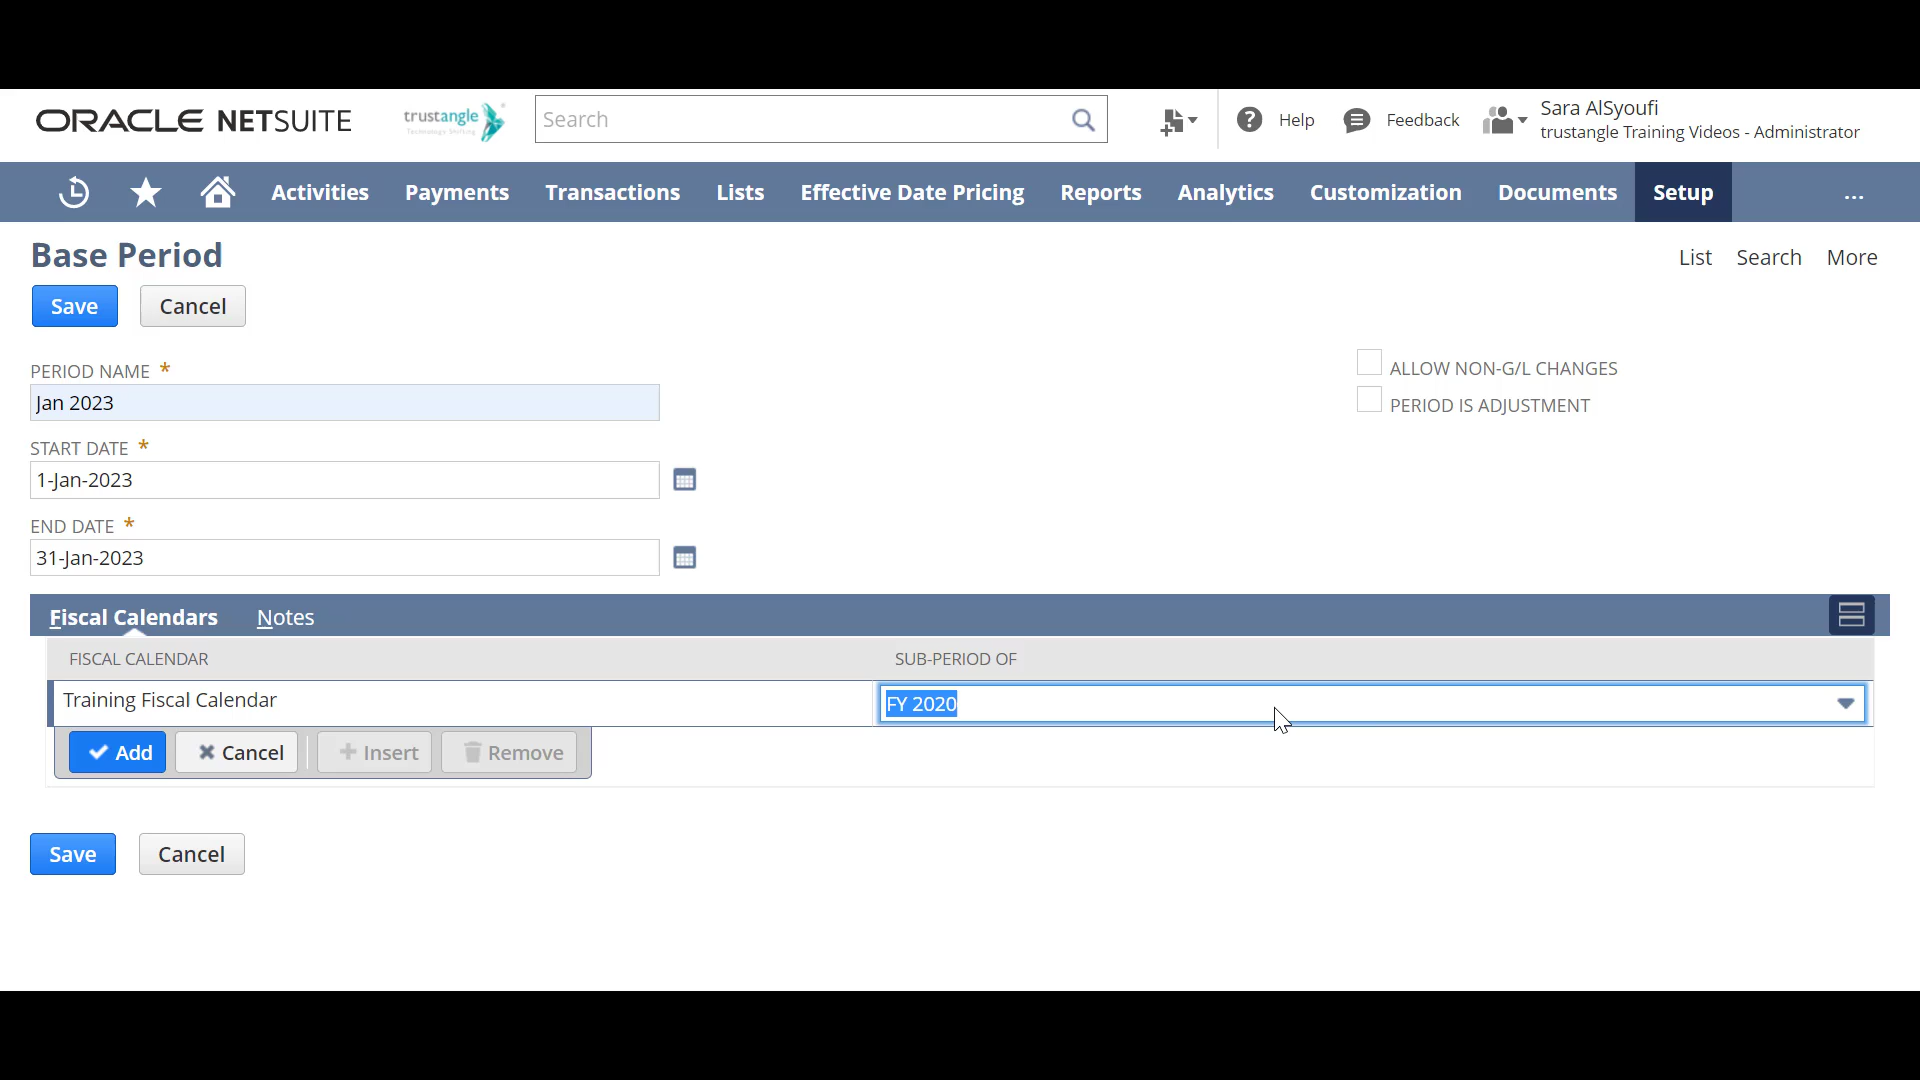 ORACLE NETSUITE
trustangle
Technology Shifting
Search
Help
Feedback
Sara AlSyoufi
trustangle Training Videos - Administrator
Activities Payments Transactions Lists Effective Date Pricing Reports Analytics Customization Documents Setup ...
Base Period
List Search More
Save Cancel
PERIOD NAME *
Jan 2023
START DATE *
1-Jan-2023
END DATE *
31-Jan-2023
ALLOW NON-G/L CHANGES
PERIOD IS ADJUSTMENT
Fiscal Calendars Notes
FISCAL CALENDAR SUB-PERIOD OF
Training Fiscal Calendar FY 2020
Add Cancel Insert Remove
Save Cancel